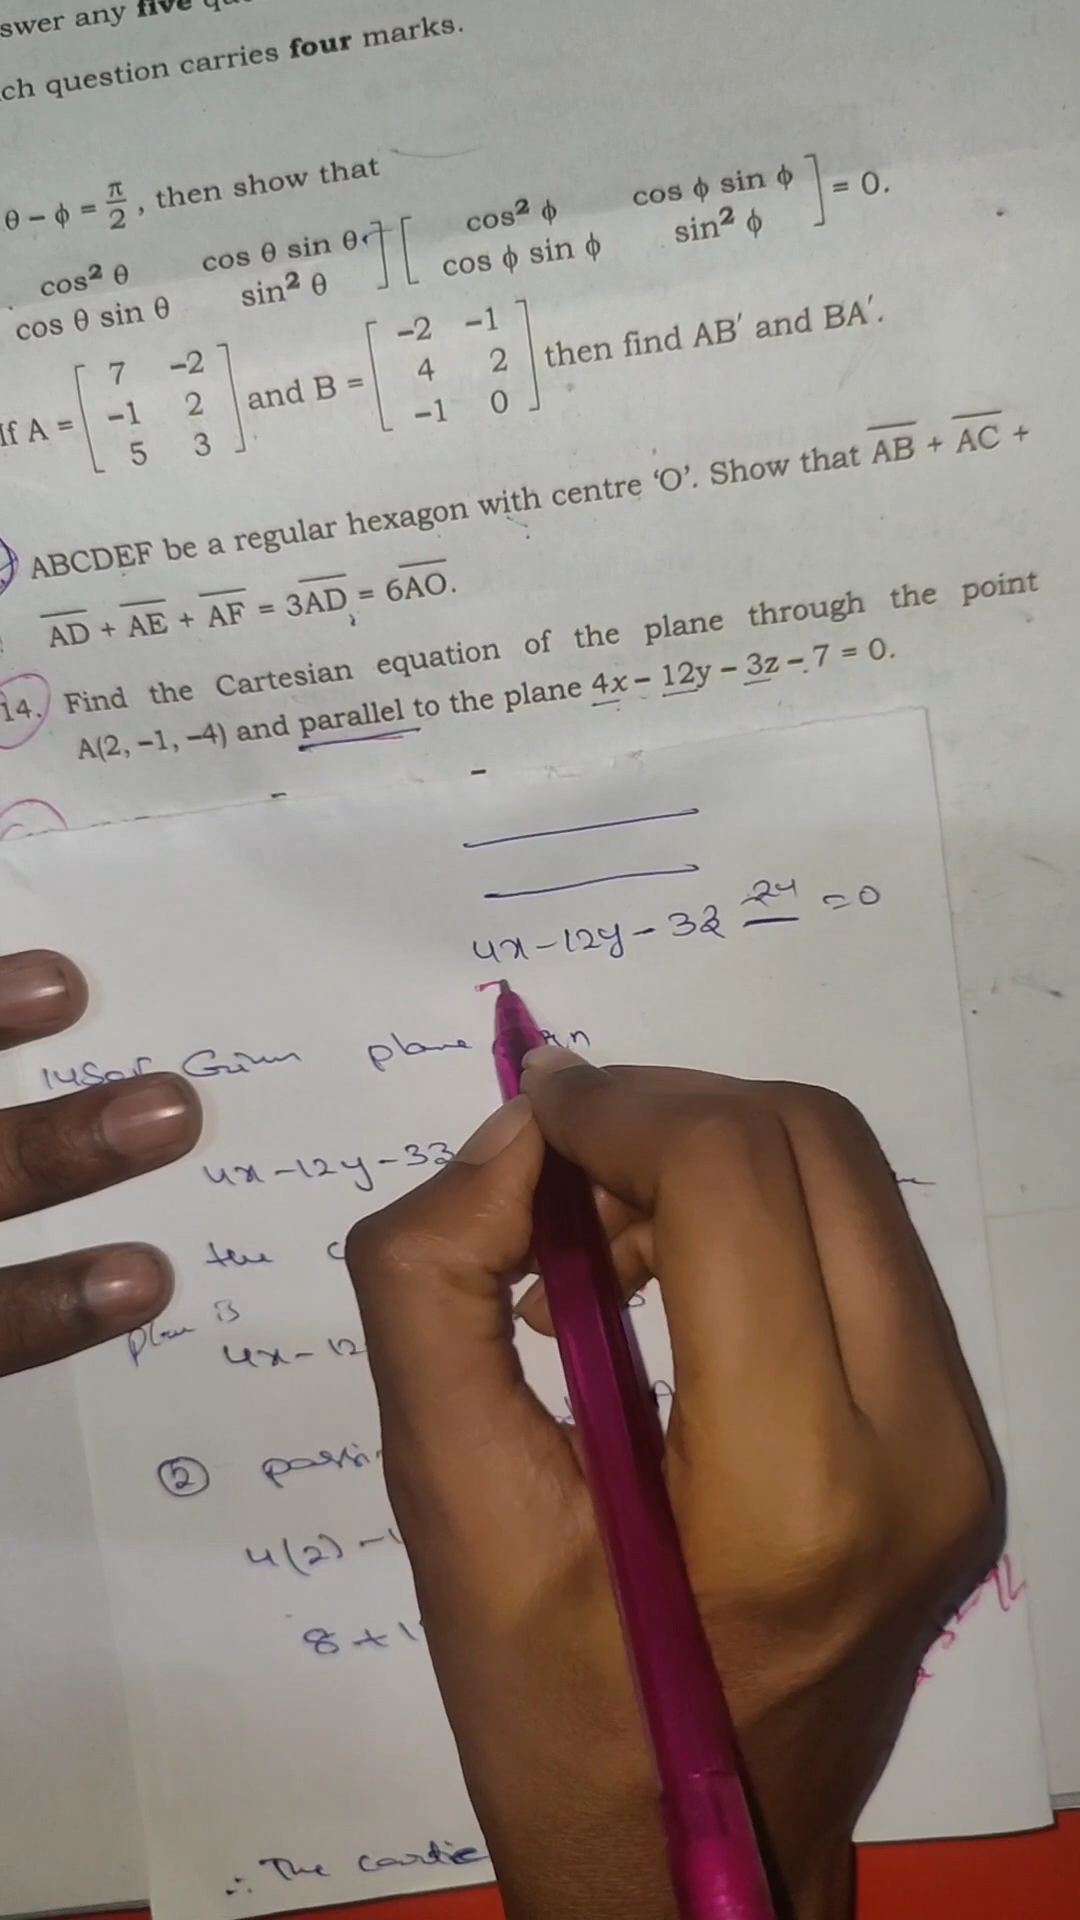 swer any five
ch question carries four marks.
θ – φ = π/2, then show that
cos² θ cos θ sin θ ] [ cos² φ cos φ sin φ ] = 0.
cos θ sin θ sin² θ cos φ sin φ sin² φ
If A = [ 7 –2 ] and B = [ –2 –1 ] then find AB′ and BA′.
–1 2 4 2
5 3 –1 0
ABCDEF be a regular hexagon with centre ‘O’. Show that AB + AC +
AD + AE + AF = 3AD = 6AO.
14. Find the Cartesian equation of the plane through the point
A(2, –1, –4) and parallel to the plane 4x – 12y – 3z – 7 = 0.
4x – 12y – 3z – 24 = 0
14 Sol Given plane
4x – 12y – 3z
the
plane is
4x – 12
②
4(2) –
8 + 1
∴ The